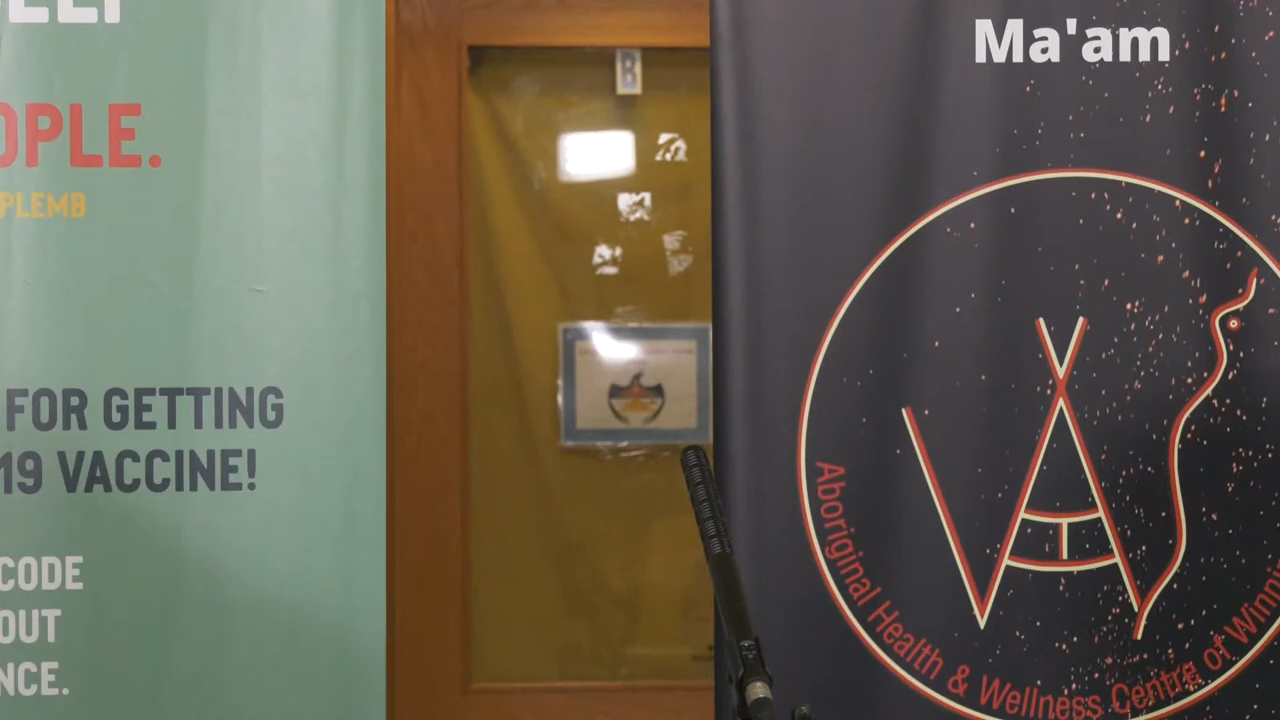 OPLE.
PLEMB
FOR GETTING
19 VACCINE!
CODE
OUT
NCE.
B
Ma'am
Aboriginal Health & Wellness Centre of Winni